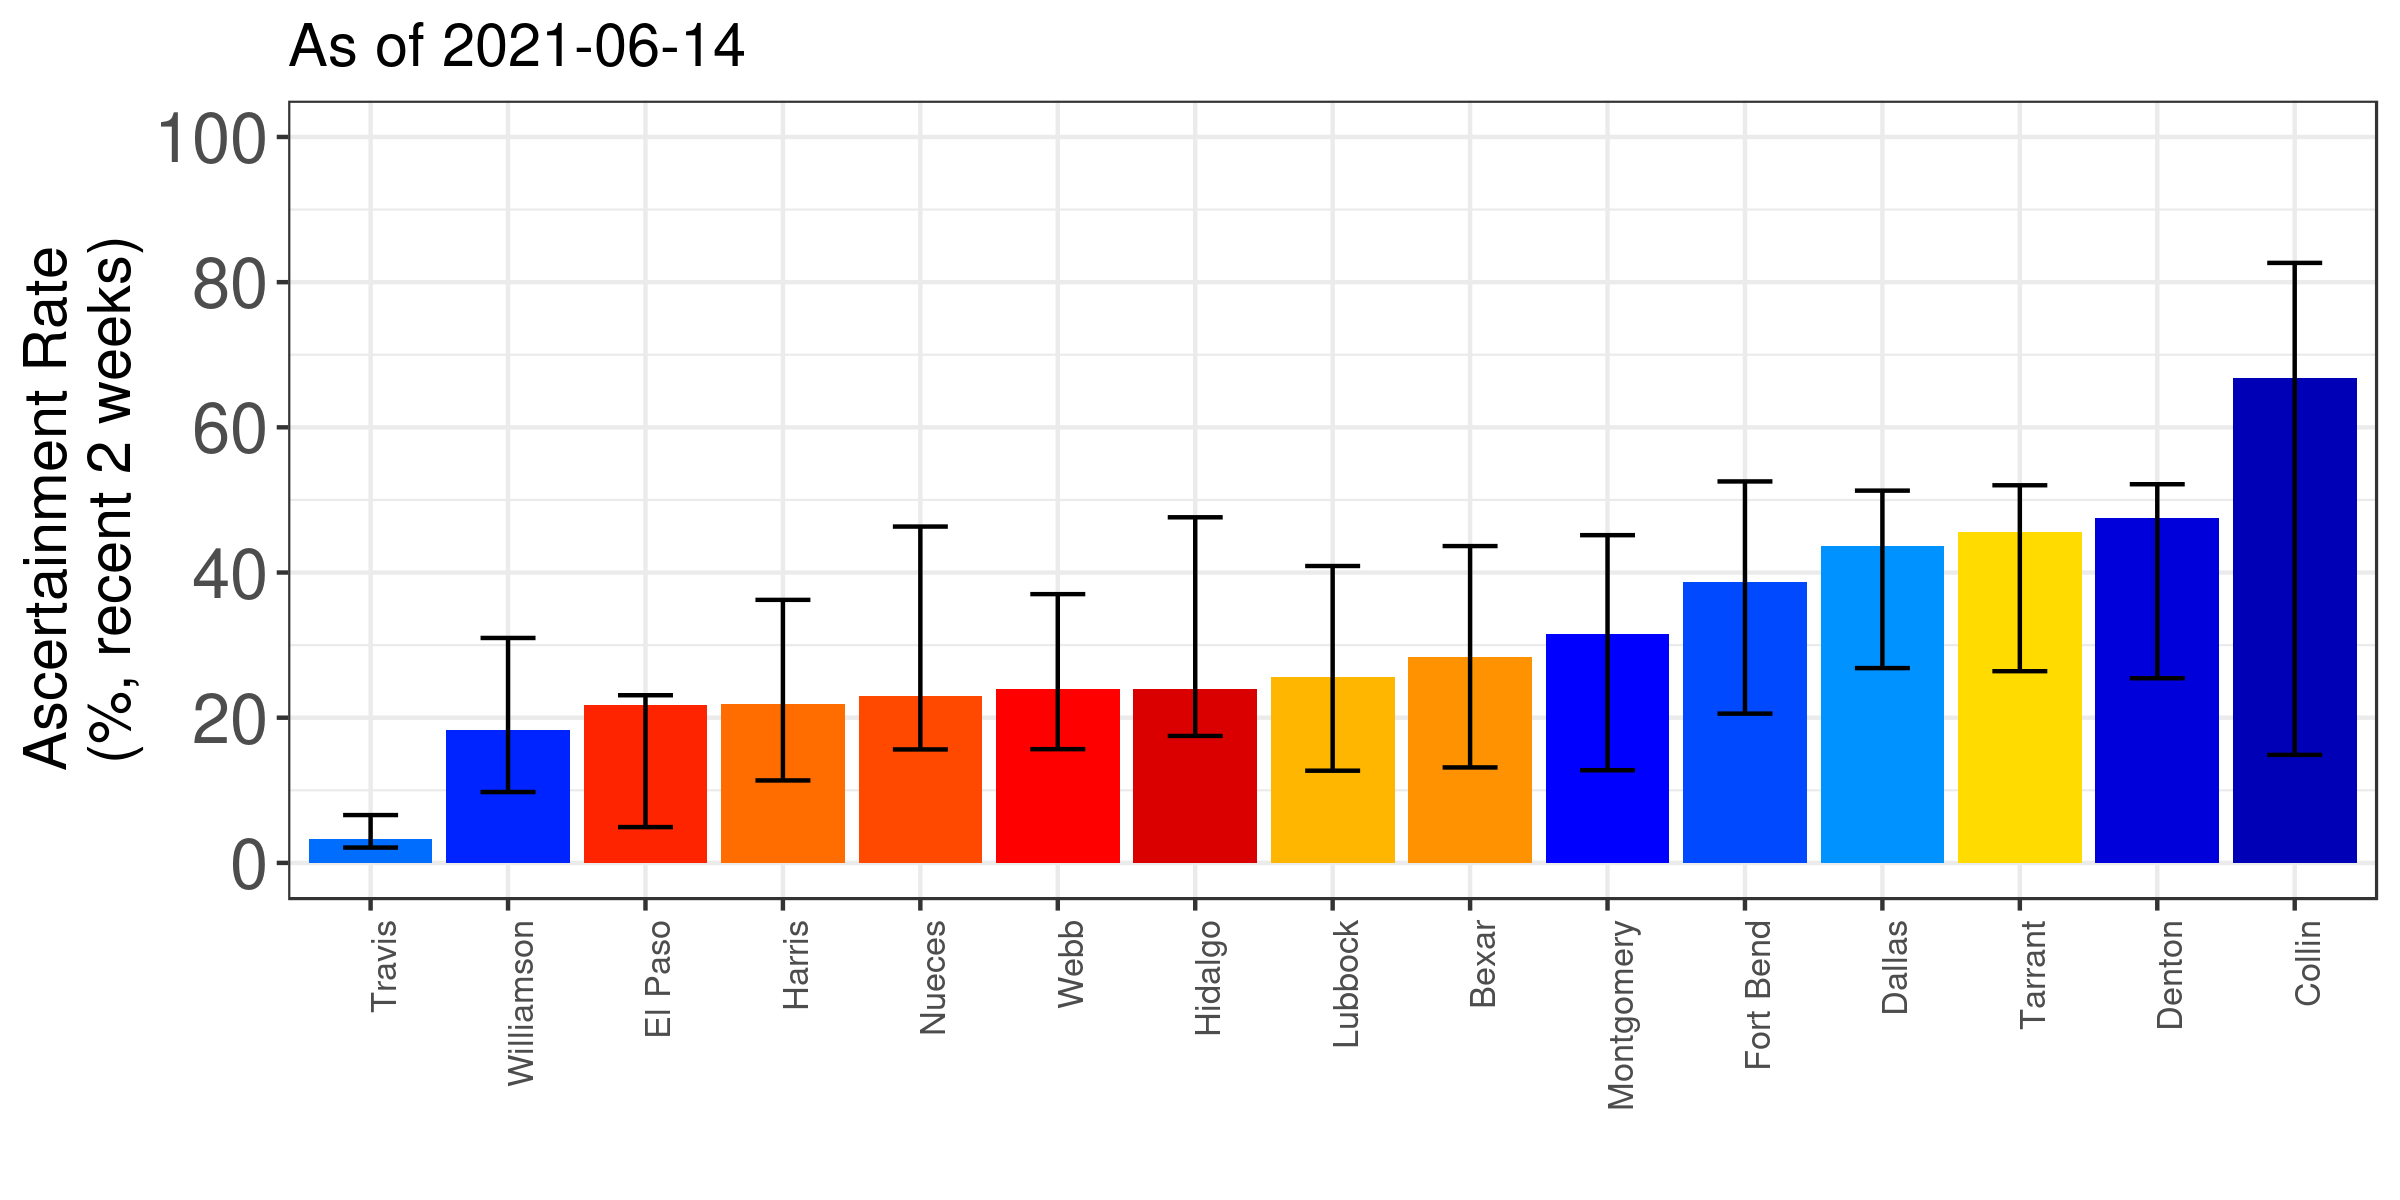 As of 2021-06-14
Ascertainment Rate
(%, recent 2 weeks)
100
80
60
40
20
0
Travis
Williamson
El Paso
Harris
Nueces
Webb
Hidalgo
Lubbock
Bexar
Montgomery
Fort Bend
Dallas
Tarrant
Denton
Collin